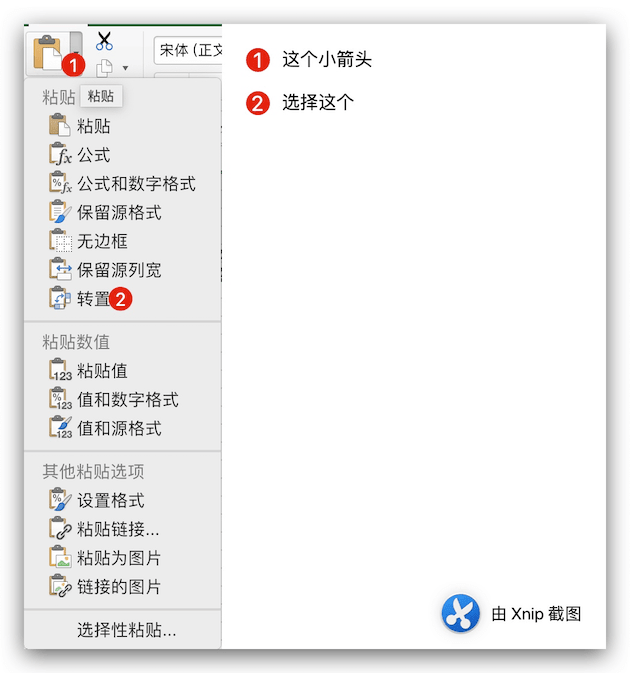 宋体 (正文
1
1 这个小箭头
粘贴
粘贴
2 选择这个
粘贴
公式
公式和数字格式
保留源格式
无边框
保留源列宽
转置 2
粘贴数值
粘贴值
值和数字格式
值和源格式
其他粘贴选项
设置格式
粘贴链接...
粘贴为图片
链接的图片
选择性粘贴...
由 Xnip 截图